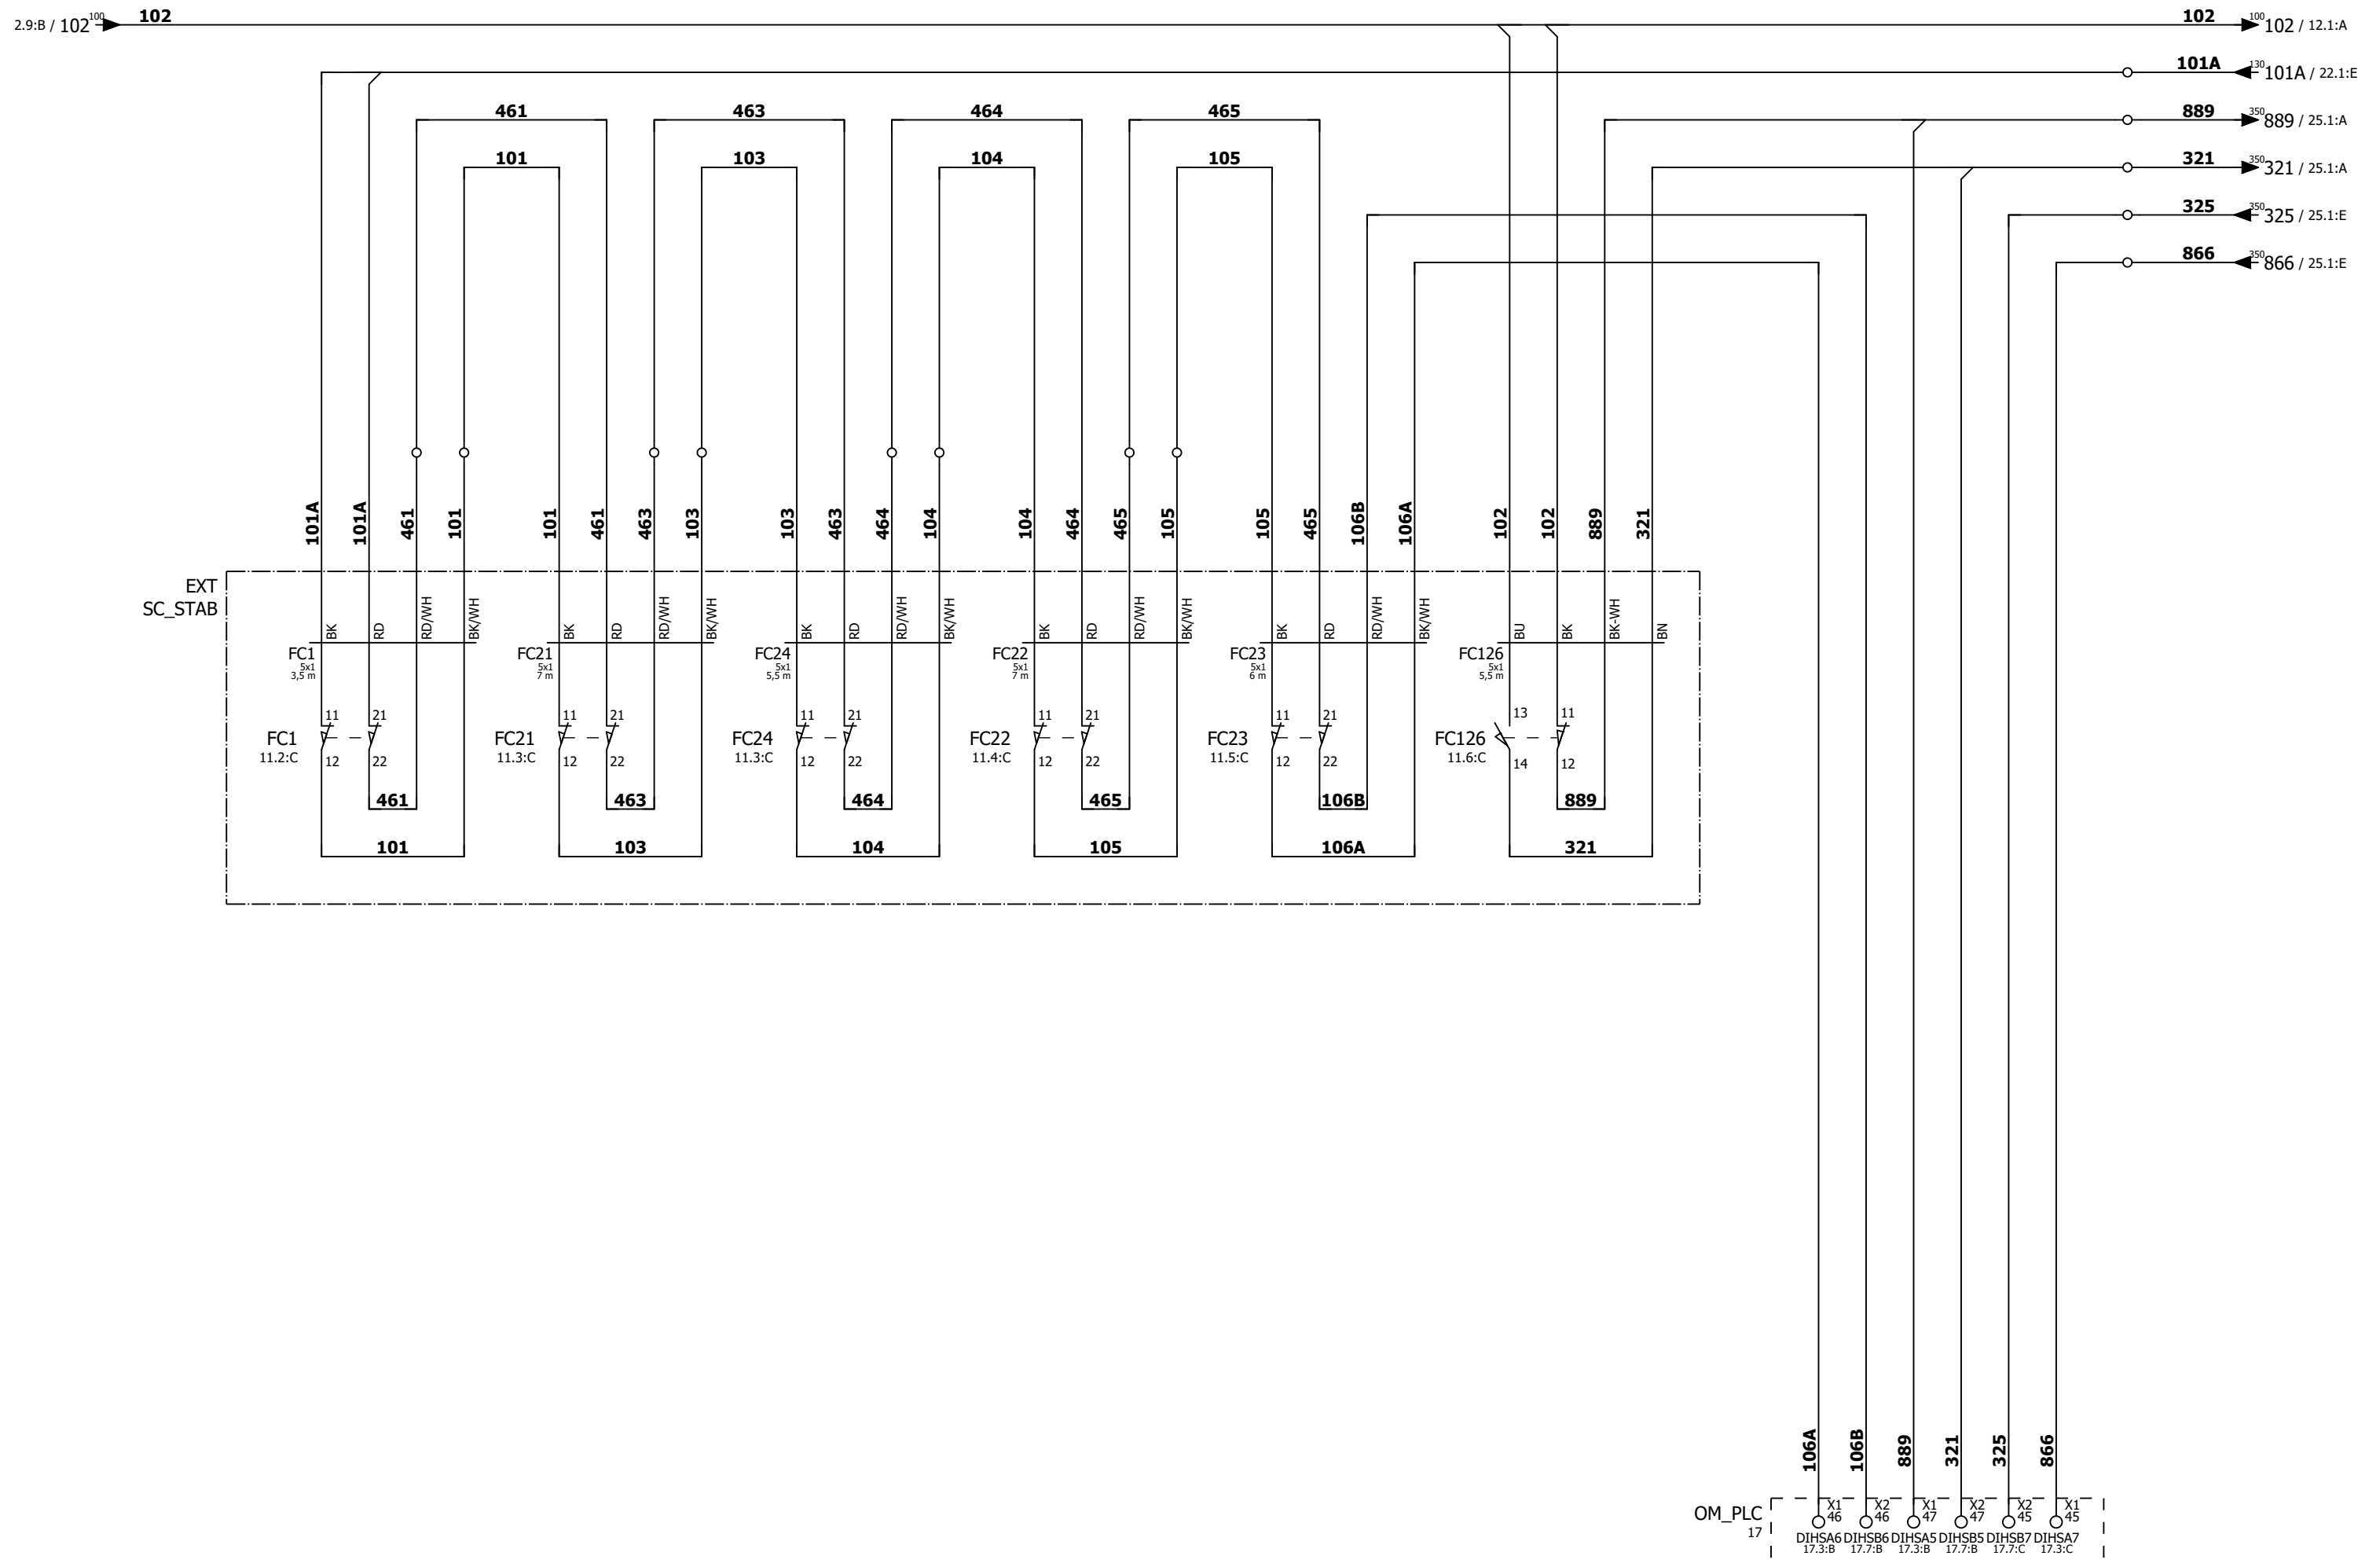 2.9:B / 102 100 102 102 100 102 / 12.1:A
101A 130 101A / 22.1:E
461 463 464 465 889 350 889 / 25.1:A
101 103 104 105 321 350 321 / 25.1:A
325 350 325 / 25.1:E
866 350 866 / 25.1:E
101A 101A 461 101 101 461 463 103 103 463 464 104 104 464 465 105 105 465 106B 106A 102 102 889 321
EXT
SC_STAB
BK RD RD/WH BK/WH BK RD RD/WH BK/WH BK RD RD/WH BK/WH BK RD RD/WH BK/WH BK RD RD/WH BK/WH BU BK BK-WH BN
FC1 FC21 FC24 FC22 FC23 FC126
5x1 5x1 5x1 5x1 5x1 5x1
3,5 m 7 m 5,5 m 7 m 6 m 5,5 m
11 21 11 21 11 21 11 21 11 21 13 11
FC1 FC21 FC24 FC22 FC23 FC126
11.2:C 11.3:C 11.3:C 11.4:C 11.5:C 11.6:C
12 22 12 22 12 22 12 22 12 22 14 12
461 463 464 465 106B 889
101 103 104 105 106A 321
106A 106B 889 321 325 866
OM_PLC X1 X2 X1 X2 X2 X1
17 46 46 47 47 45 45
DIHSA6 DIHSB6 DIHSA5 DIHSB5 DIHSB7 DIHSA7
17.3:B 17.7:B 17.3:B 17.7:B 17.7:C 17.3:C